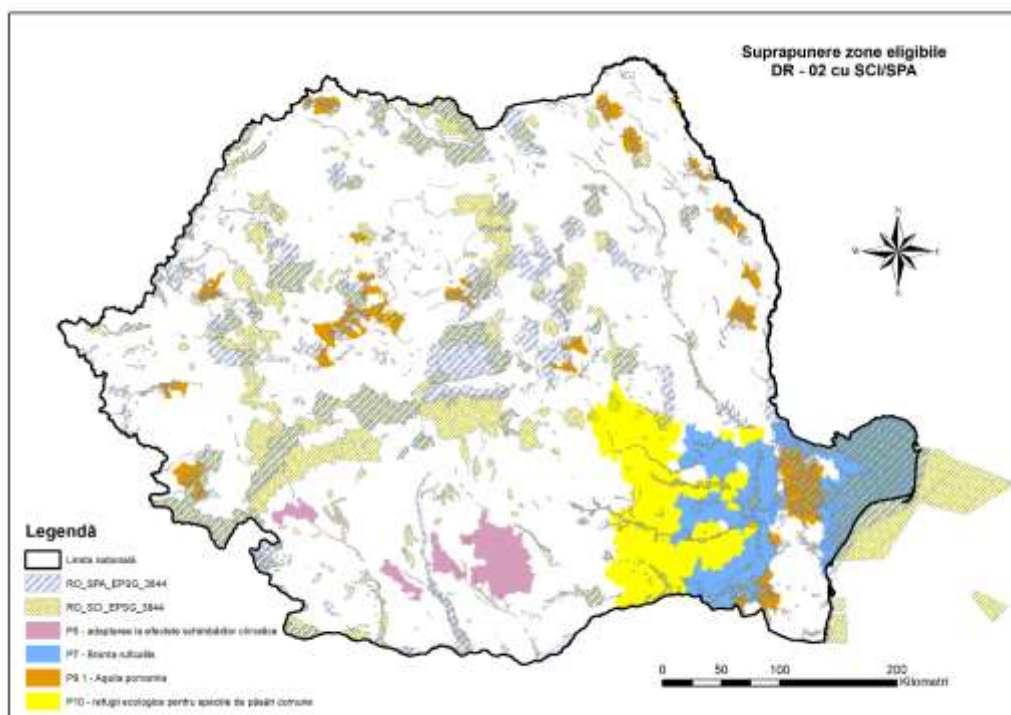 Suprapunere zone eligibile
DR - 02 cu SCI/SPA
N
W
E
S
Legendă
Limita națională
RO_SPA_EPSG_3844
RO_SCI_EPSG_3844
P5 - adaptarea la efectele schimbărilor climatice
P7 - Branta ruficollis
P9.1 - Aquila pomarina
P10 - refugii ecologice pentru speciile de păsări comune
0 50 100 200
Kilometri